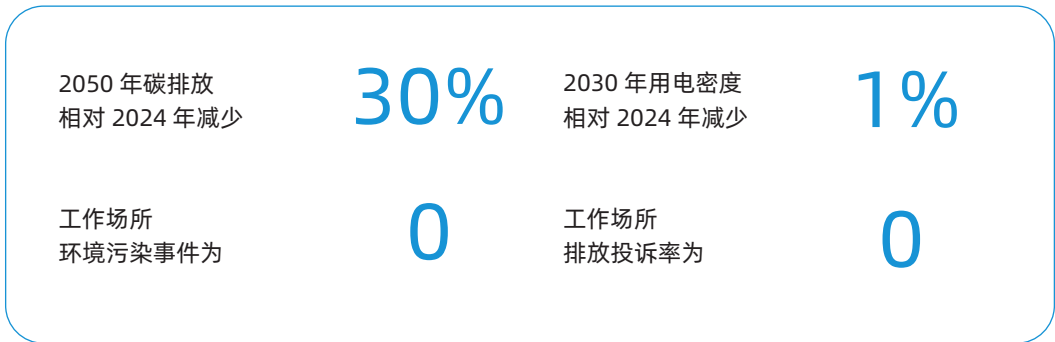 2050 年碳排放
相对 2024 年减少
30%
2030 年用电密度
相对 2024 年减少
1%
工作场所
环境污染事件为
0
工作场所
排放投诉率为
0